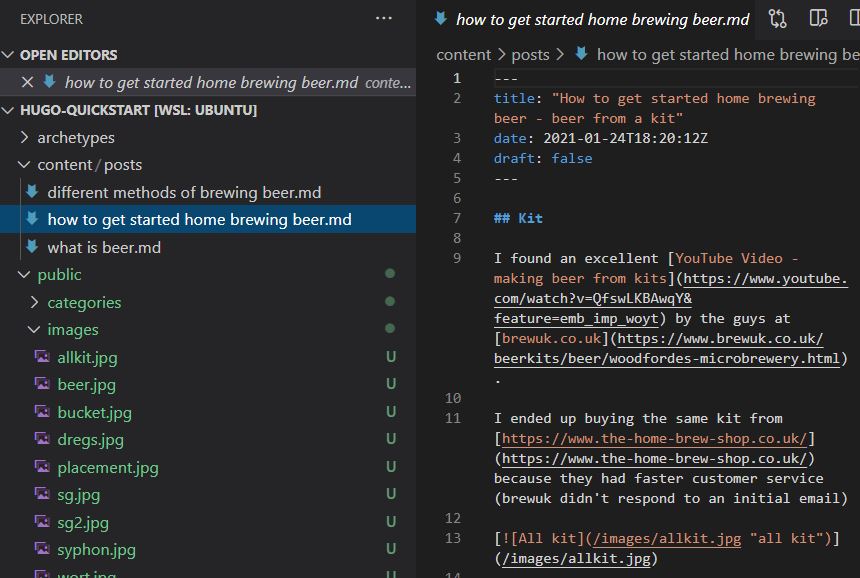 EXPLORER
...
OPEN EDITORS
how to get started home brewing beer.md conte...
HUGO-QUICKSTART [WSL: UBUNTU]
archetypes
content / posts
different methods of brewing beer.md
how to get started home brewing beer.md
what is beer.md
public
categories
images
allkit.jpg U
beer.jpg U
bucket.jpg U
dregs.jpg U
placement.jpg U
sg.jpg U
sg2.jpg U
syphon.jpg U
wort.jpg U
how to get started home brewing beer.md
content > posts > how to get started home brewing be
1 ---
2 title: "How to get started home brewing
beer - beer from a kit"
3 date: 2021-01-24T18:20:12Z
4 draft: false
5 ---
6
7 ## Kit
8
9 I found an excellent [YouTube Video -
making beer from kits](https://www.youtube.
com/watch?v=QfswLKBAwqY&
feature=emb_imp_woyt) by the guys at
[brewuk.co.uk](https://www.brewuk.co.uk/
beerkits/beer/woodfordes-microbrewery.html)
.
10
11 I ended up buying the same kit from
[https://www.the-home-brew-shop.co.uk/]
(https://www.the-home-brew-shop.co.uk/)
because they had faster customer service
(brewuk didn't respond to an initial email)
12
13 [![All kit](/images/allkit.jpg "all kit")]
(/images/allkit.jpg)
14